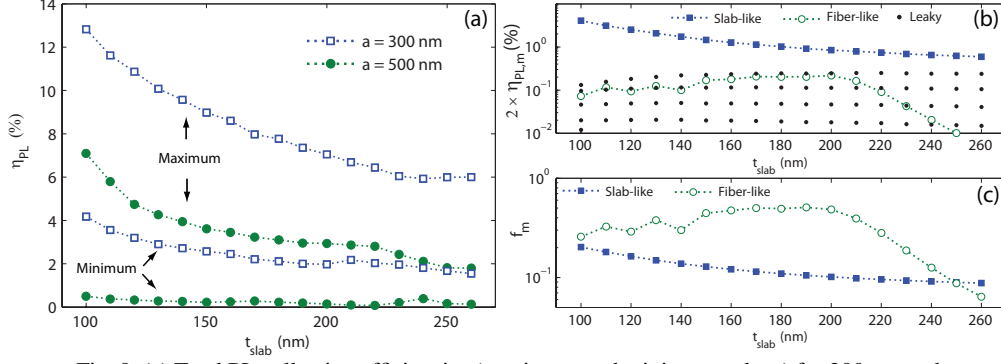 (a)
14
12
10
8
6
4
2
0
η_PL (%)
a = 300 nm
a = 500 nm
Maximum
Minimum
100 150 200 250
t_slab (nm)
(b)
Slab-like Fiber-like Leaky
10^1
10^0
10^-1
10^-2
2 × η_PL,m (%)
100 120 140 160 180 200 220 240 260
t_slab (nm)
(c)
Slab-like Fiber-like
10^0
10^-1
f_m
100 120 140 160 180 200 220 240 260
t_slab (nm)